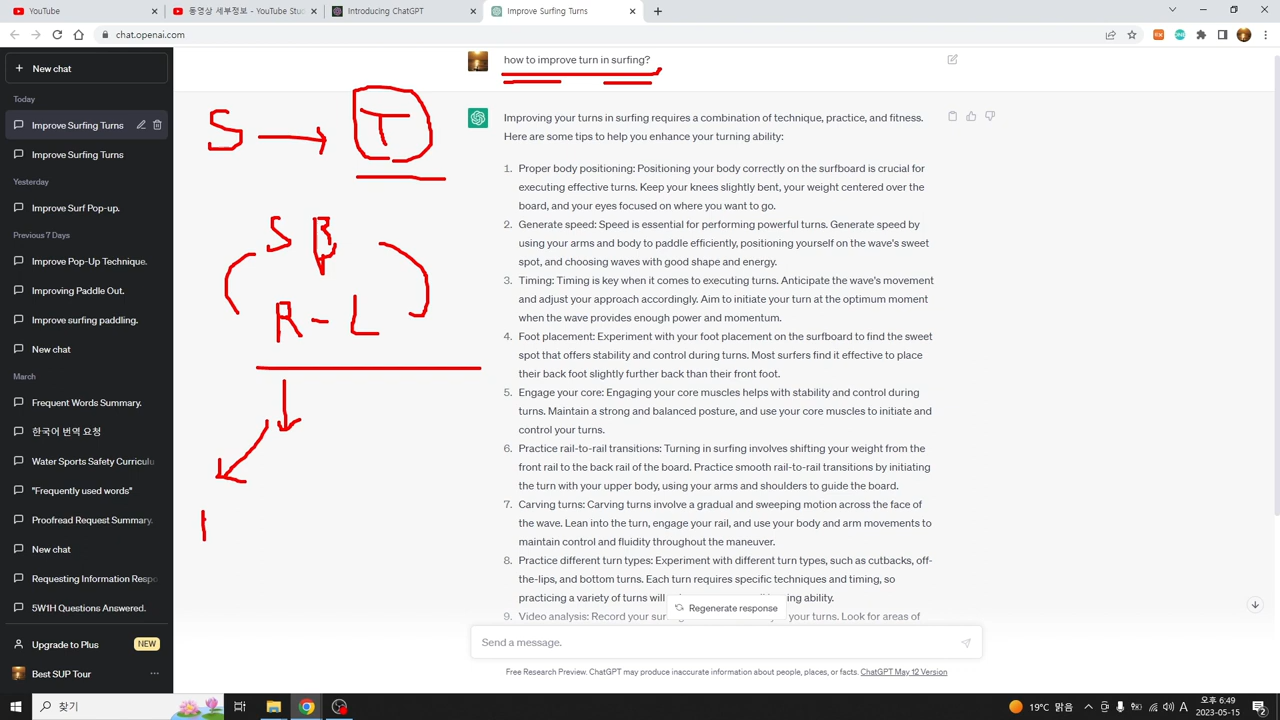 YouTube
동영상 세부정보 - YouTube Stud
Introducing ChatGPT
Improve Surfing Turns
chat.openai.com
New chat
Today
Improve Surfing Turns
Improve Surfing Turns
Yesterday
Improve Surf Pop-up.
Previous 7 Days
Improve Pop-Up Technique.
Improving Paddle Out.
Improve surfing paddling.
New chat
March
Frequent Words Summary.
한국어 번역 요청
Water Sports Safety Curriculu
"Frequently used words"
Proofread Request Summary.
New chat
Requesting Information Respo
5W1H Questions Answered.
Upgrade to Plus
NEW
Best SUP Tour
S → T
S B
R - L
how to improve turn in surfing?
Improving your turns in surfing requires a combination of technique, practice, and fitness.
Here are some tips to help you enhance your turning ability:
1. Proper body positioning: Positioning your body correctly on the surfboard is crucial for
executing effective turns. Keep your knees slightly bent, your weight centered over the
board, and your eyes focused on where you want to go.
2. Generate speed: Speed is essential for performing powerful turns. Generate speed by
using your arms and body to paddle efficiently, positioning yourself on the wave's sweet
spot, and choosing waves with good shape and energy.
3. Timing: Timing is key when it comes to executing turns. Anticipate the wave's movement
and adjust your approach accordingly. Aim to initiate your turn at the optimum moment
when the wave provides enough power and momentum.
4. Foot placement: Experiment with your foot placement on the surfboard to find the sweet
spot that offers stability and control during turns. Most surfers find it effective to place
their back foot slightly further back than their front foot.
5. Engage your core: Engaging your core muscles helps with stability and control during
turns. Maintain a strong and balanced posture, and use your core muscles to initiate and
control your turns.
6. Practice rail-to-rail transitions: Turning in surfing involves shifting your weight from the
front rail to the back rail of the board. Practice smooth rail-to-rail transitions by initiating
the turn with your upper body, using your arms and shoulders to guide the board.
7. Carving turns: Carving turns involve a gradual and sweeping motion across the face of
the wave. Lean into the turn, engage your rail, and use your body and arm movements to
maintain control and fluidity throughout the maneuver.
8. Practice different turn types: Experiment with different turn types, such as cutbacks, off-
the-lips, and bottom turns. Each turn requires specific techniques and timing, so
practicing a variety of turns will
9. Video analysis: Record your your turns. Look for areas of
Regenerate response
Send a message.
Free Research Preview. ChatGPT may produce inaccurate information about people, places, or facts. ChatGPT May 12 Version
찾기
19°C 맑음
A
오후 6:49
2023-05-15
2